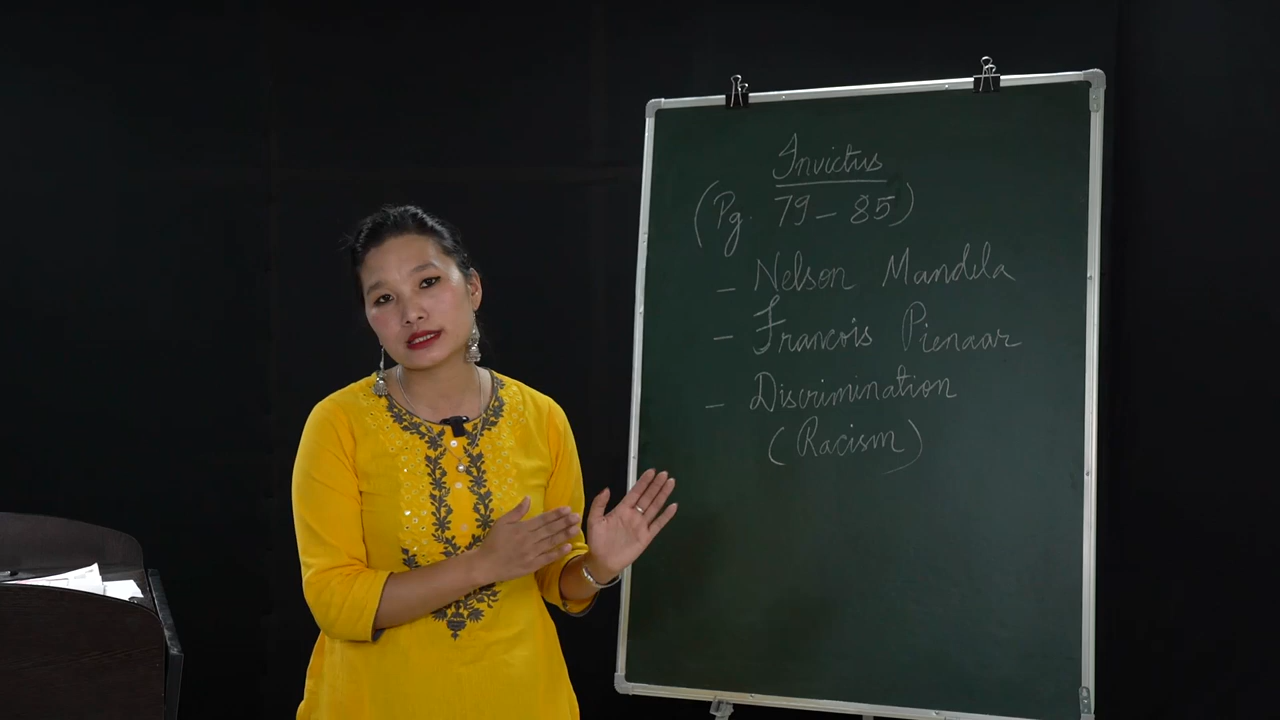 Invictus
(Pg. 79 - 85)
- Nelson Mandela
- Francois Pienaar
- Discrimination
(Racism)